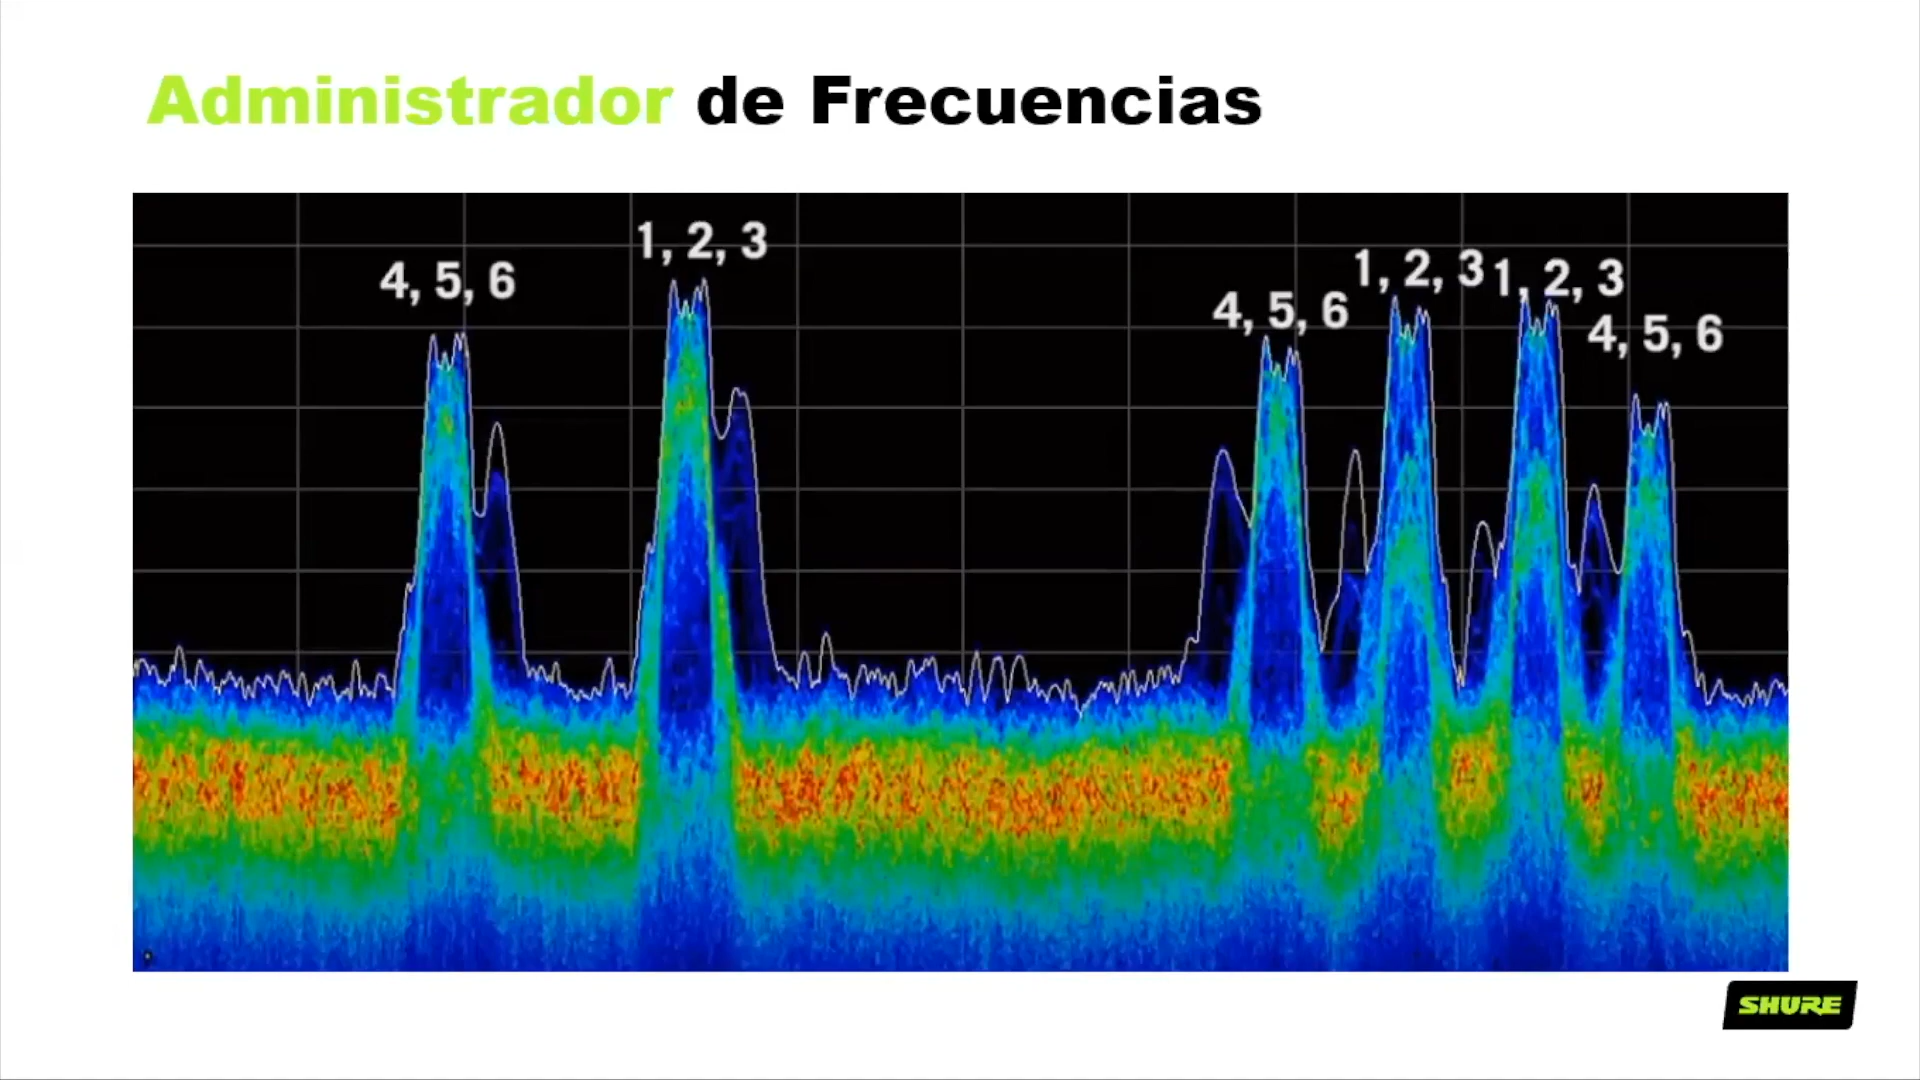 Administrador de Frecuencias
4, 5, 6
1, 2, 3
4, 5, 6
1, 2, 3
1, 2, 3
4, 5, 6
SHURE